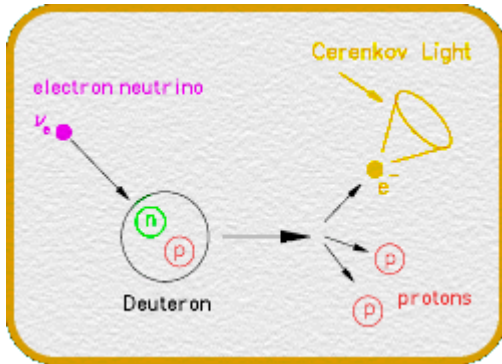 Cerenkov Light
electron neutrino
νe
e-
n
p
p
Deuteron
p
protons